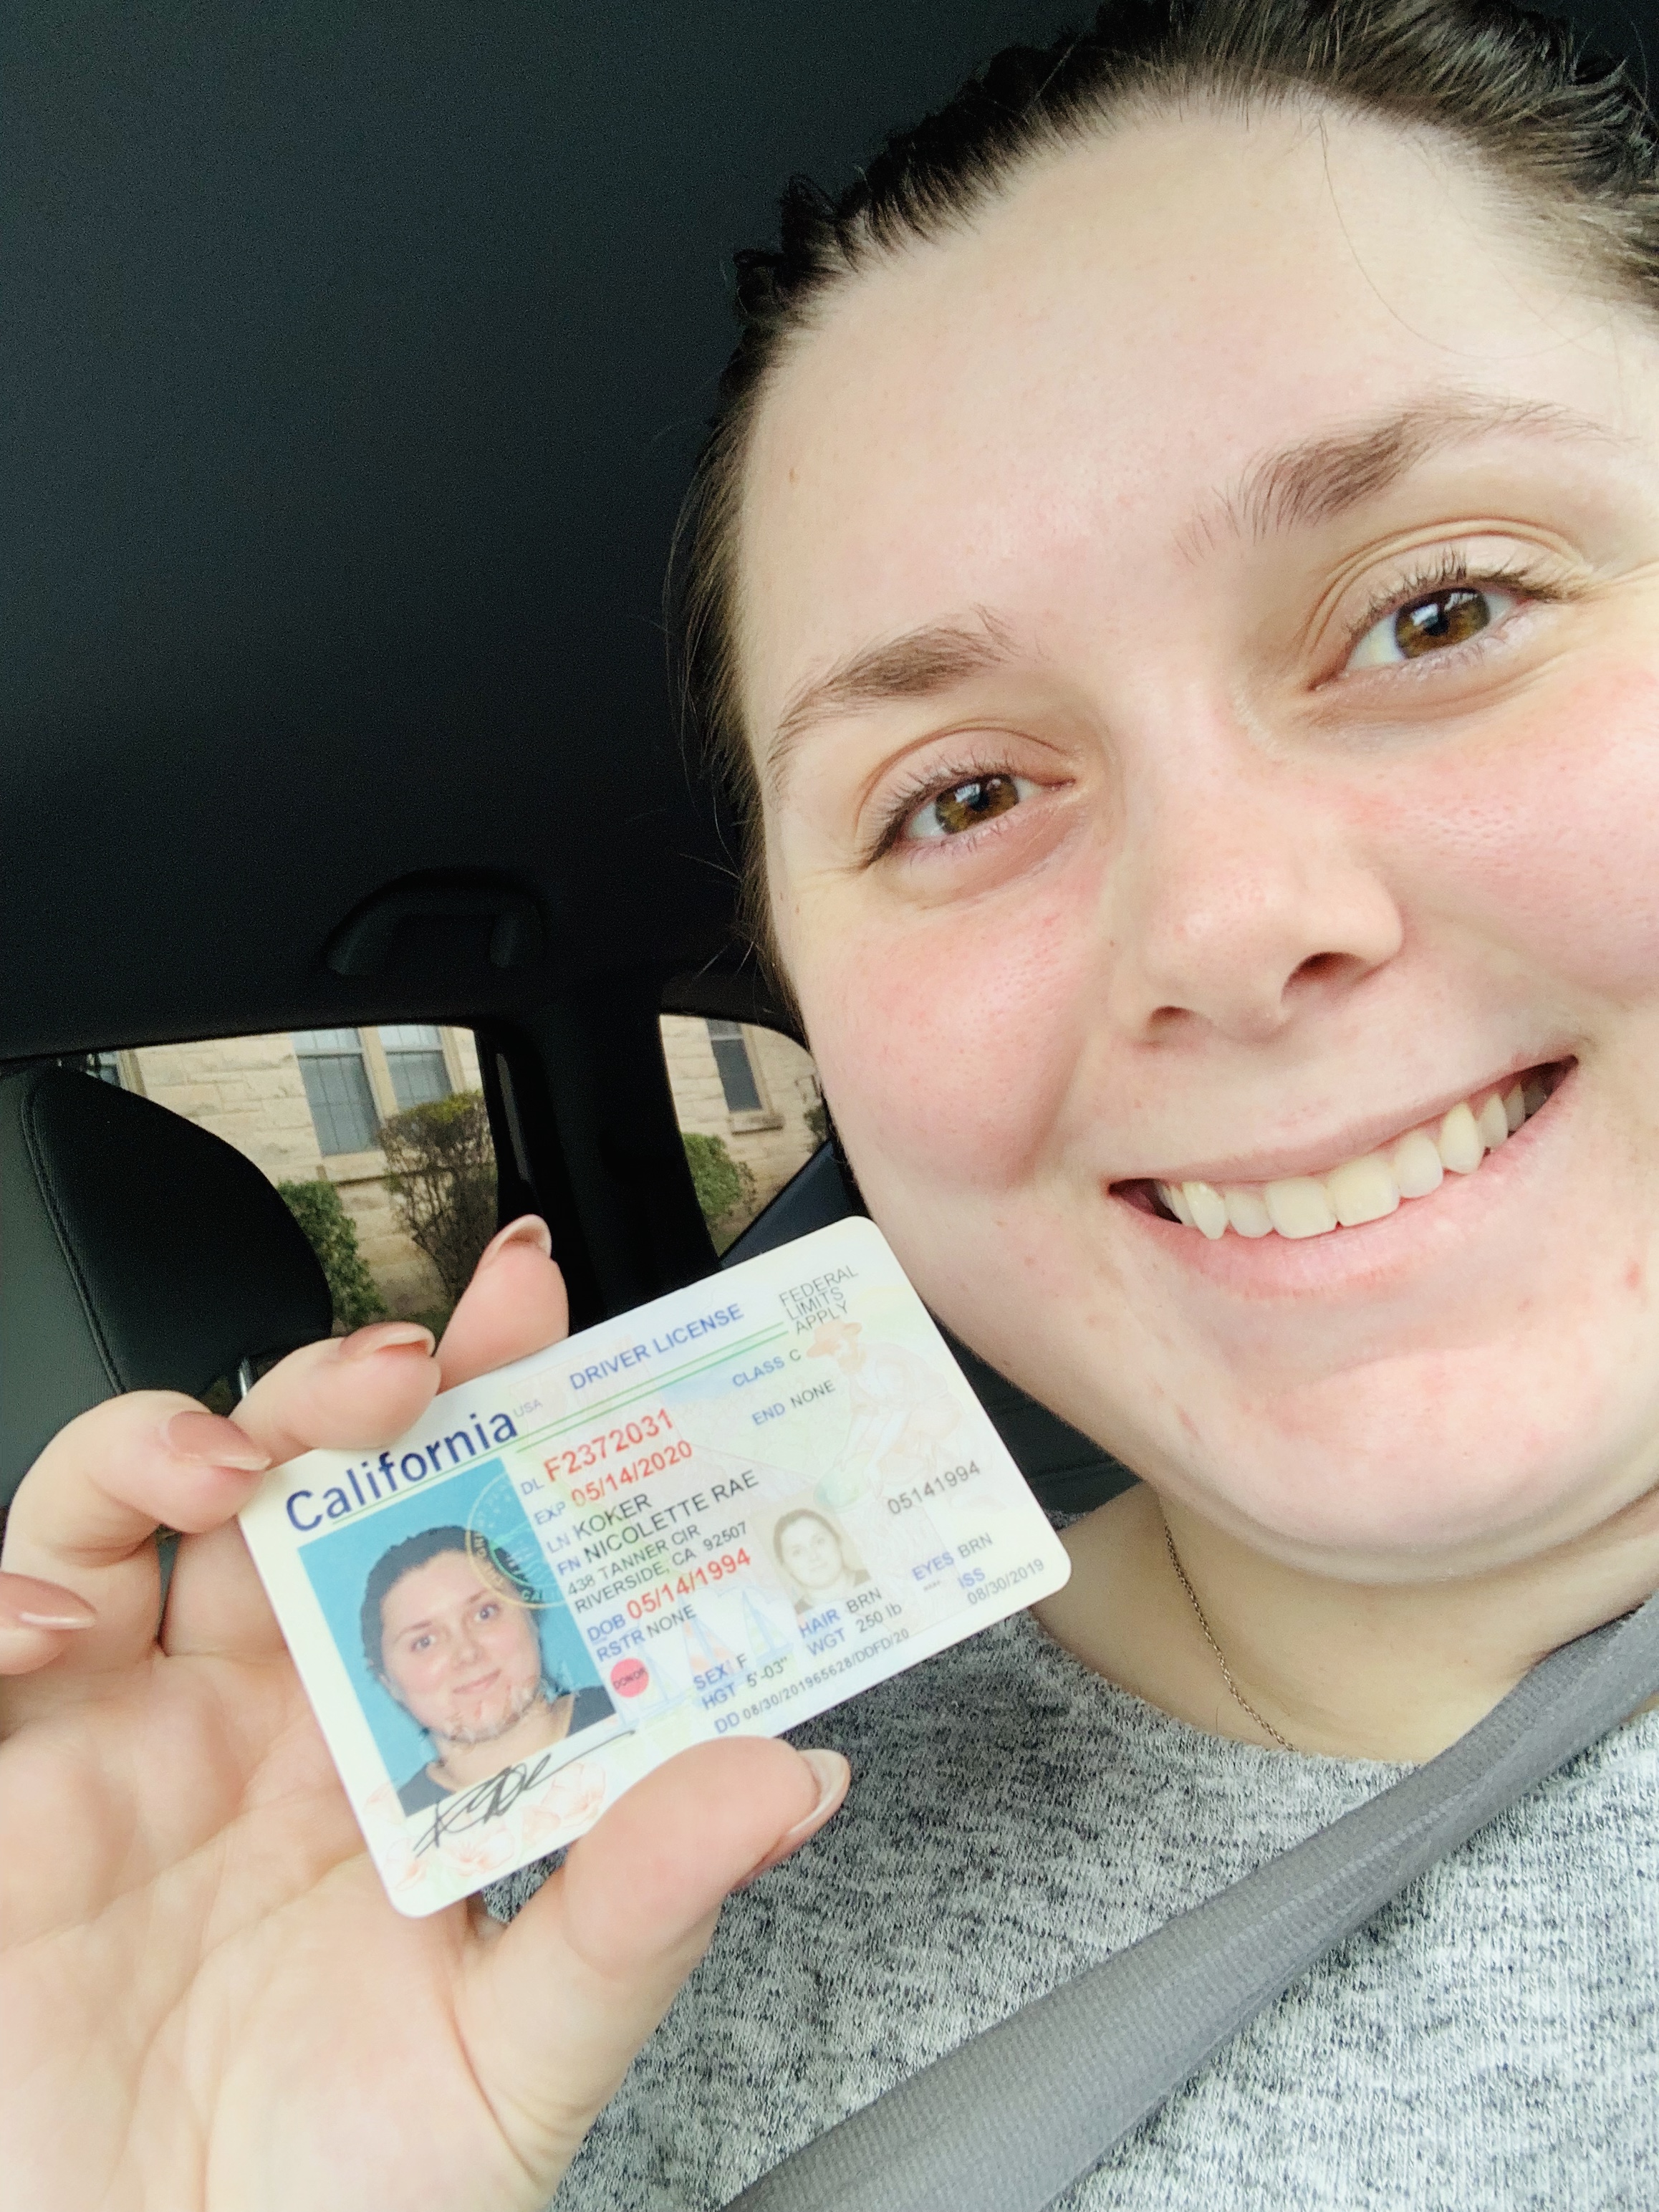 California USA DRIVER LICENSE
FEDERAL
LIMITS
APPLY
DL F2372031
CLASS C
EXP 05/14/2020
END NONE
LN KOKER
FN NICOLETTE RAE
438 TANNER CIR
RIVERSIDE, CA 92507
DOB 05/14/1994
RSTR NONE
05141994
DONOR
SEX F
HAIR BRN
EYES BRN
HGT 5'-03"
WGT 250 lb
ISS
08/30/2019
DD 08/30/201965628/DDFD/20